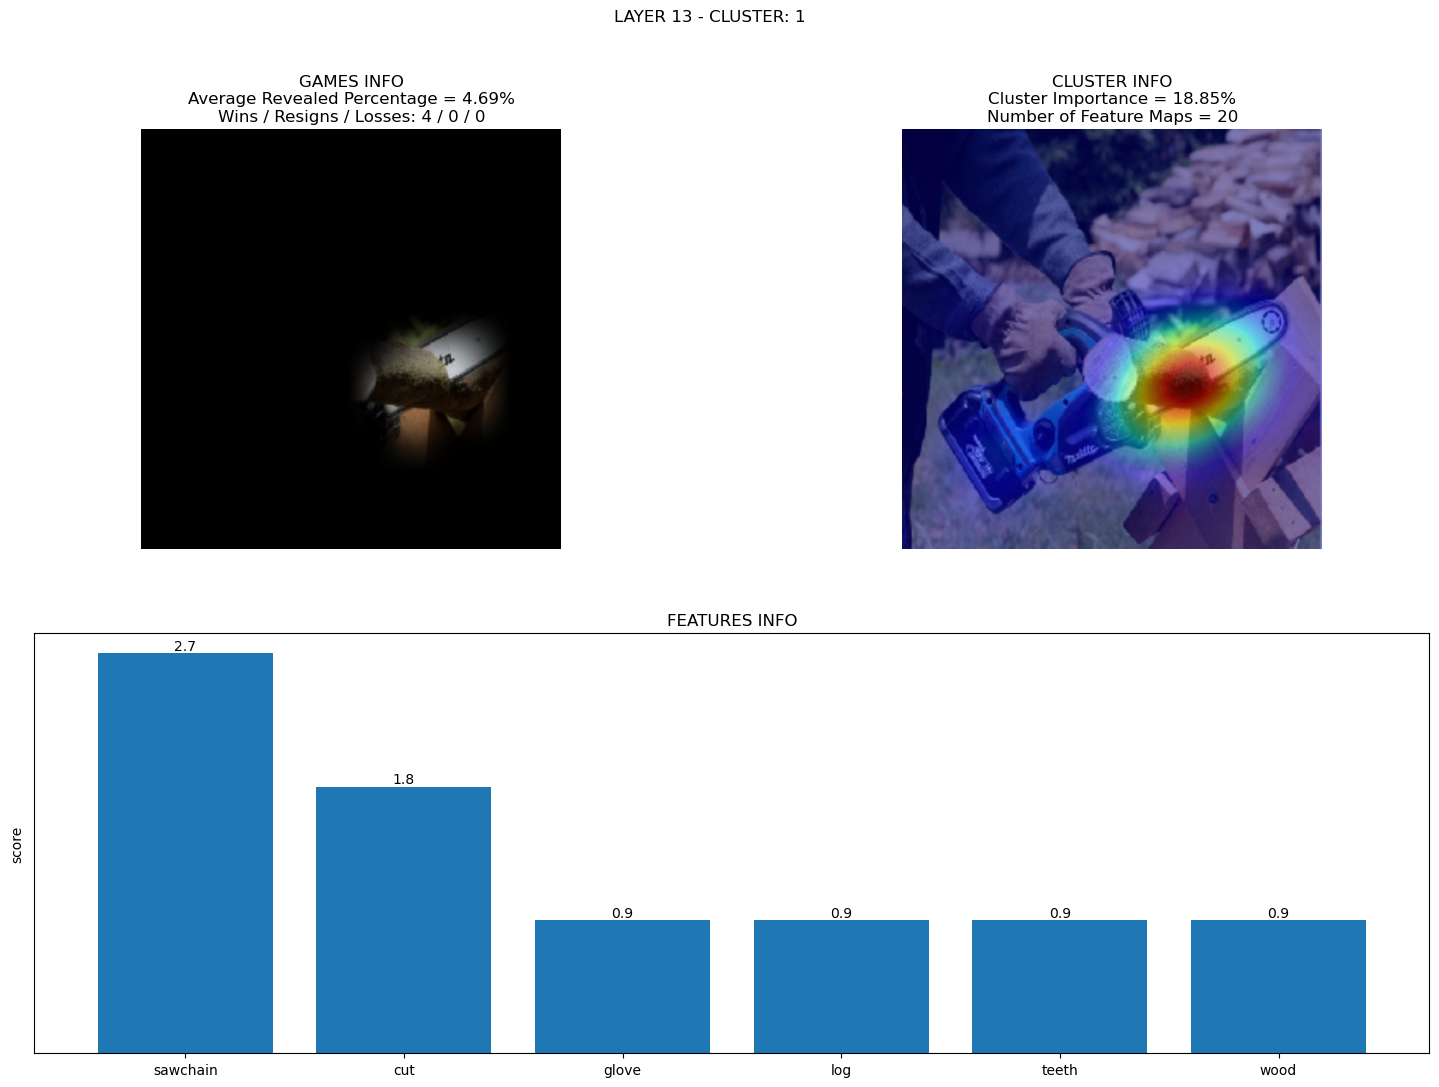 LAYER 13 - CLUSTER: 1
GAMES INFO
Average Revealed Percentage = 4.69%
Wins / Resigns / Losses: 4 / 0 / 0
CLUSTER INFO
Cluster Importance = 18.85%
Number of Feature Maps = 20
makita
FEATURES INFO
score
2.7
1.8
0.9
0.9
0.9
0.9
sawchain
cut
glove
log
teeth
wood